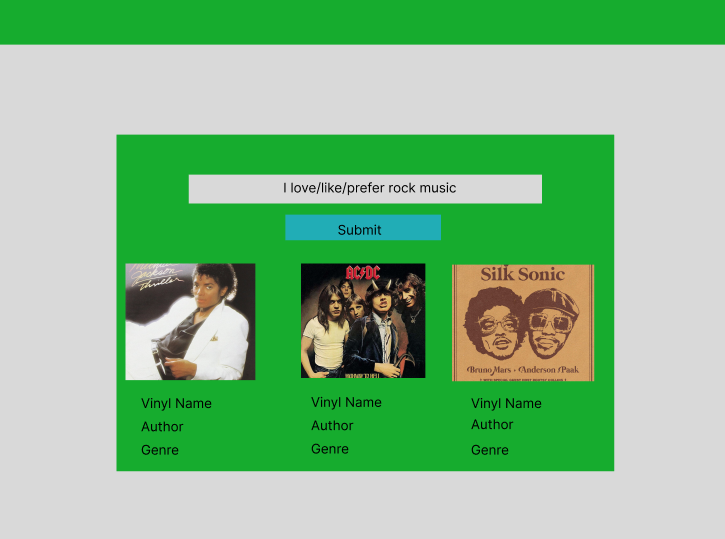 I love/like/prefer rock music
Submit
Michael
Jackson
Thriller
AC/DC
HIGHWAY TO HELL
Silk Sonic
Bruno Mars + Anderson .Paak
Vinyl Name
Author
Genre
Vinyl Name
Author
Genre
Vinyl Name
Author
Genre